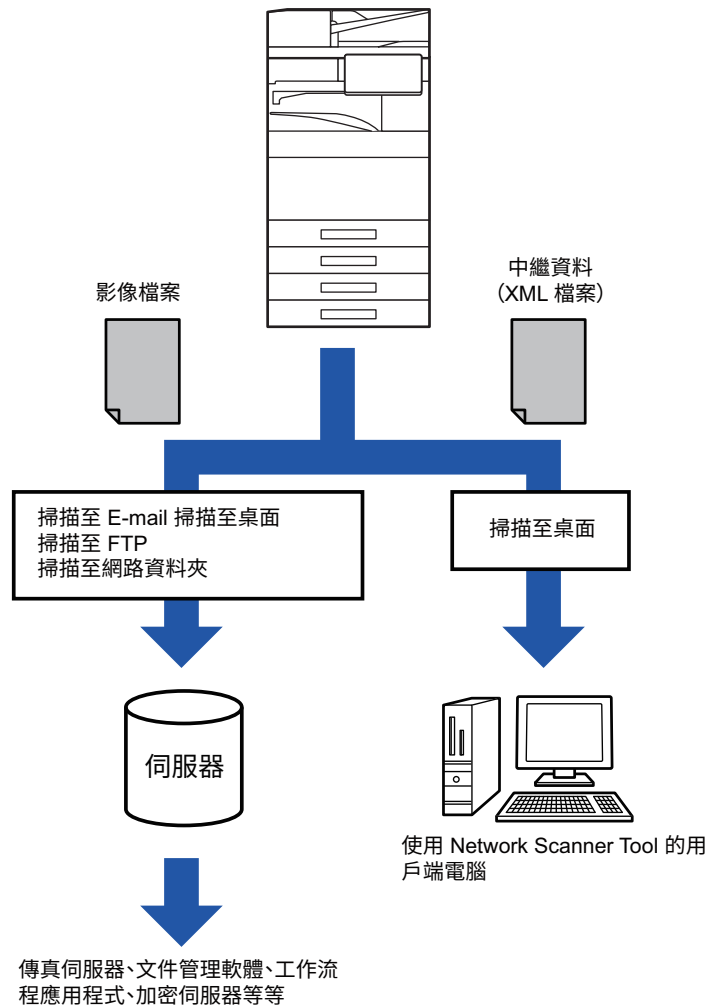 影像檔案
中繼資料
（XML 檔案）
掃描至 E-mail 掃描至桌面
掃描至 FTP
掃描至網路資料夾
掃描至桌面
伺服器
使用 Network Scanner Tool 的用
戶端電腦
傳真伺服器、文件管理軟體、工作流
程應用程式、加密伺服器等等